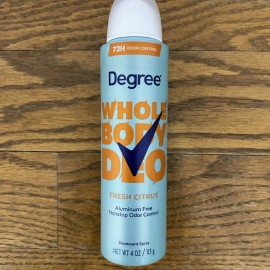 72H ODOR CONTROL
Degree
WHOLE
BODY
DEO
FRESH CITRUS
Aluminum Free
Nonstop Odor Control
Deodorant Spray
NET WT 4 OZ / 113 g